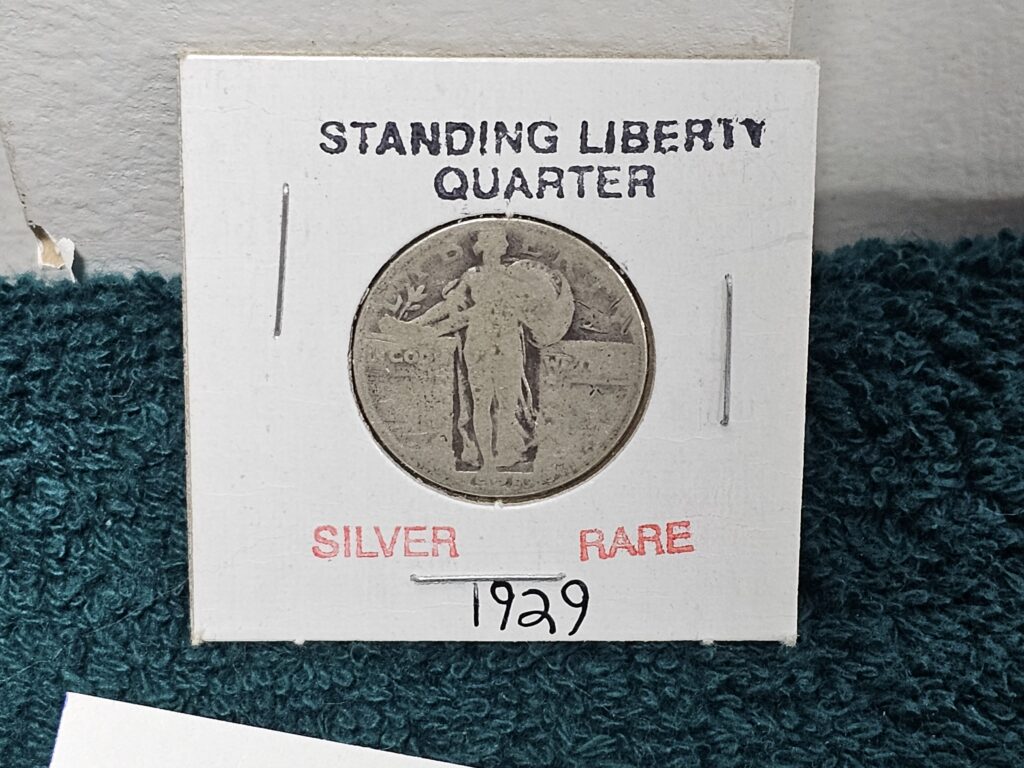 STANDING LIBERTY
QUARTER
SILVER RARE
1929